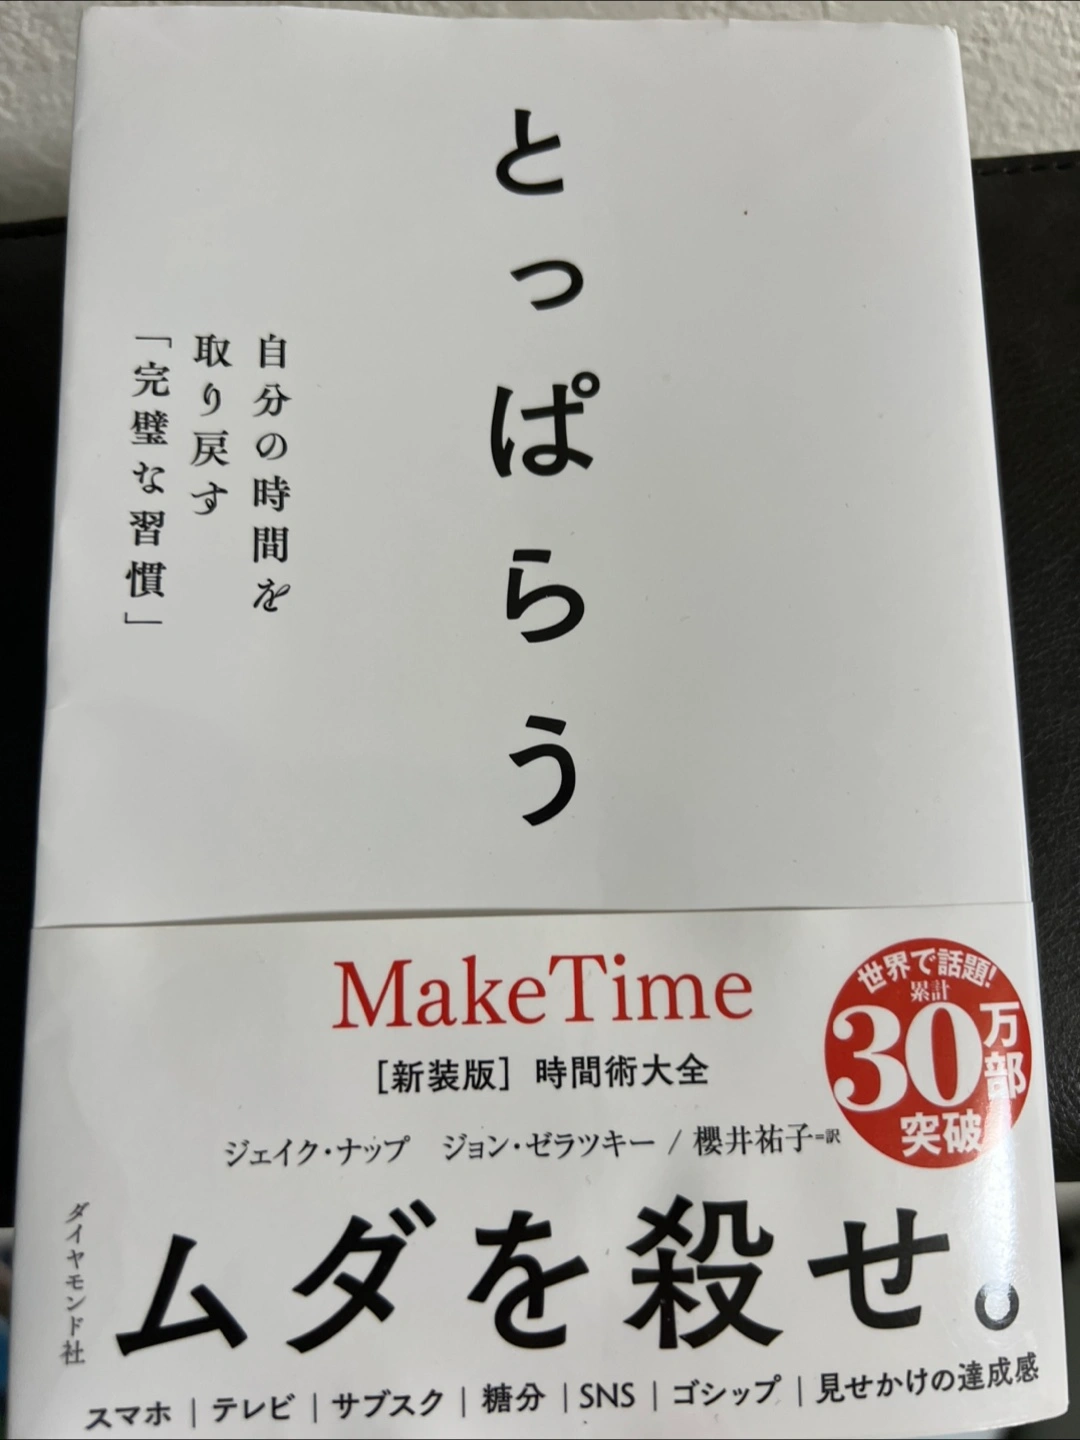 とっぱらう
自分の時間を
取り戻す
「完璧な習慣」
MakeTime
［新装版］時間術大全
ジェイク・ナップ　ジョン・ゼラツキー / 櫻井祐子=訳
世界で話題!
累計
30万部
突破
ムダを殺せ。
スマホ｜テレビ｜サブスク｜糖分｜SNS｜ゴシップ｜見せかけの達成感
ダイヤモンド社